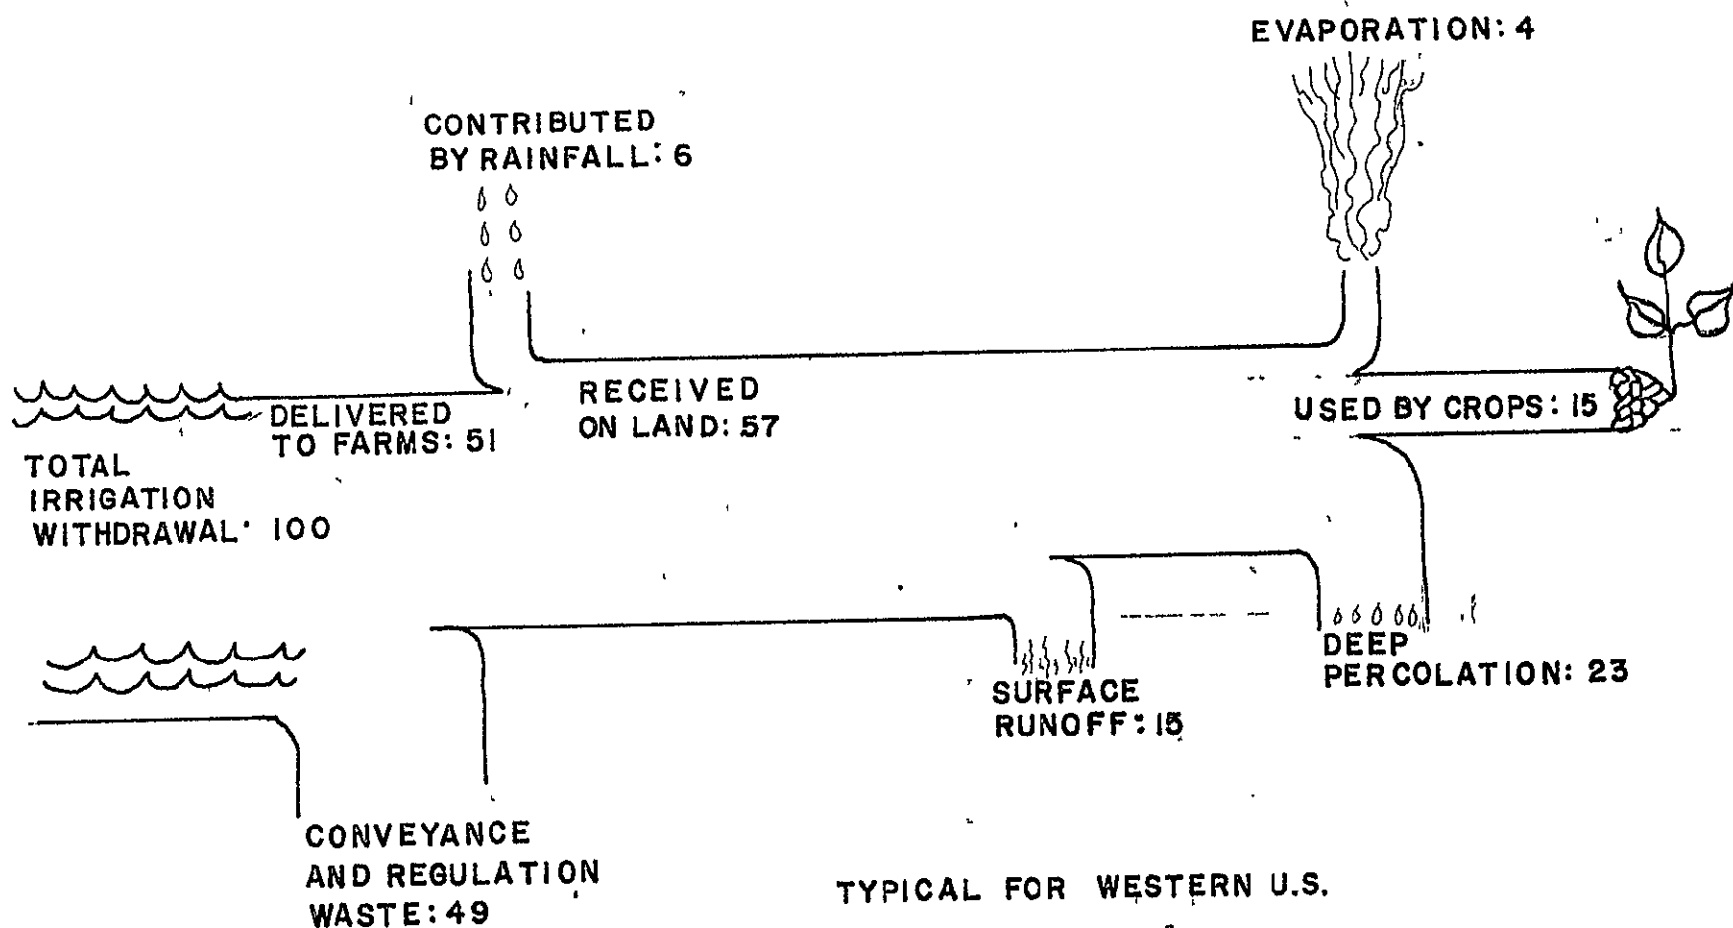 EVAPORATION: 4
CONTRIBUTED
BY RAINFALL: 6
RECEIVED
ON LAND: 57
USED BY CROPS: 15
DELIVERED
TO FARMS: 51
TOTAL
IRRIGATION
WITHDRAWAL: 100
DEEP
PERCOLATION: 23
SURFACE
RUNOFF: 15
CONVEYANCE
AND REGULATION
WASTE: 49
TYPICAL FOR WESTERN U.S.